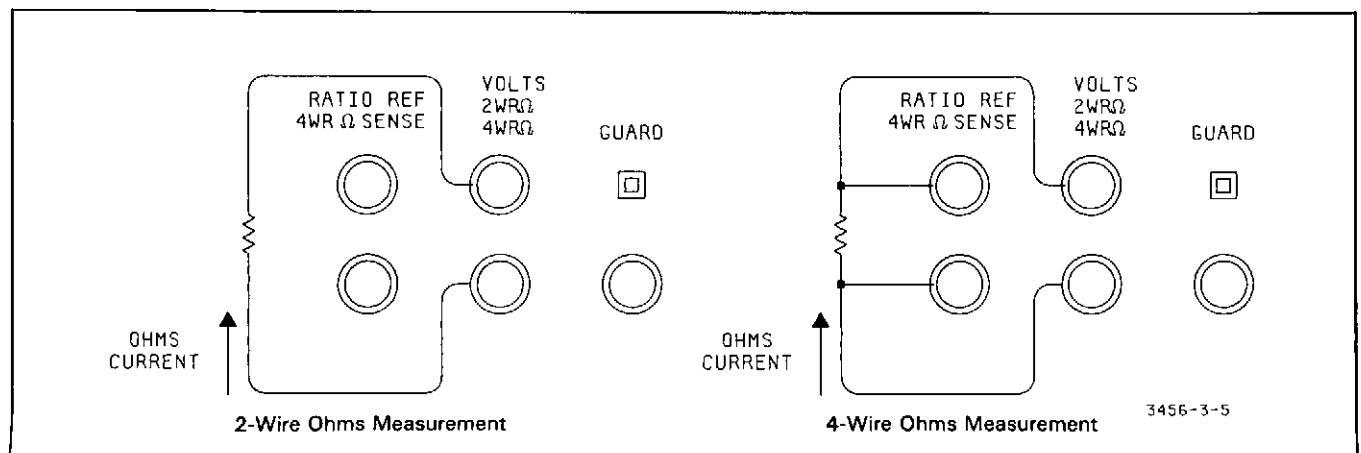 RATIO REF
4WR Ω SENSE
VOLTS
2WRΩ
4WRΩ
GUARD
OHMS
CURRENT
2-Wire Ohms Measurement
RATIO REF
4WR Ω SENSE
VOLTS
2WRΩ
4WRΩ
GUARD
OHMS
CURRENT
4-Wire Ohms Measurement
3456-3-5